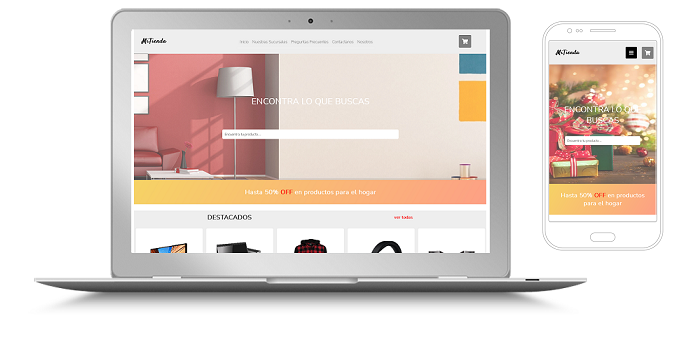 MiTienda
Inicio Nuestras Sucursales Preguntas Frecuentes Contactanos Nosotros
ENCONTRA LO QUE BUSCAS
Encontra tu producto...
Hasta 50% OFF en productos para el hogar
DESTACADOS
ver todos
MiTienda
ENCONTRA LO QUE
BUSCAS
Encontra tu producto...
Hasta 50% OFF en productos
para el hogar